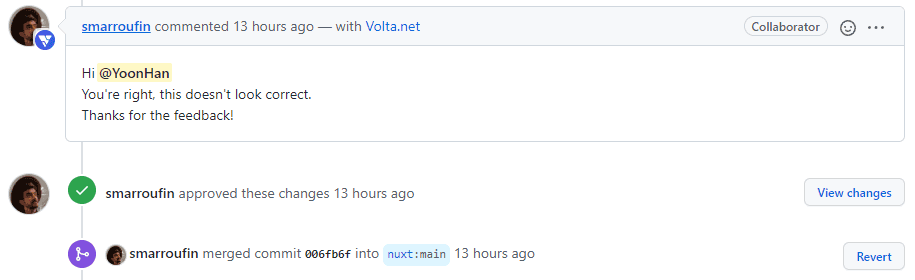 smarroufin commented 13 hours ago — with Volta.net Collaborator
Hi @YoonHan
You're right, this doesn't look correct.
Thanks for the feedback!
smarroufin approved these changes 13 hours ago View changes
smarroufin merged commit 006fb6f into nuxt:main 13 hours ago Revert